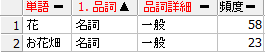 単語 1. 品詞 ▲ 品詞詳細 頻度
1 花 名詞 一般 58
2 お花畑 名詞 一般 23